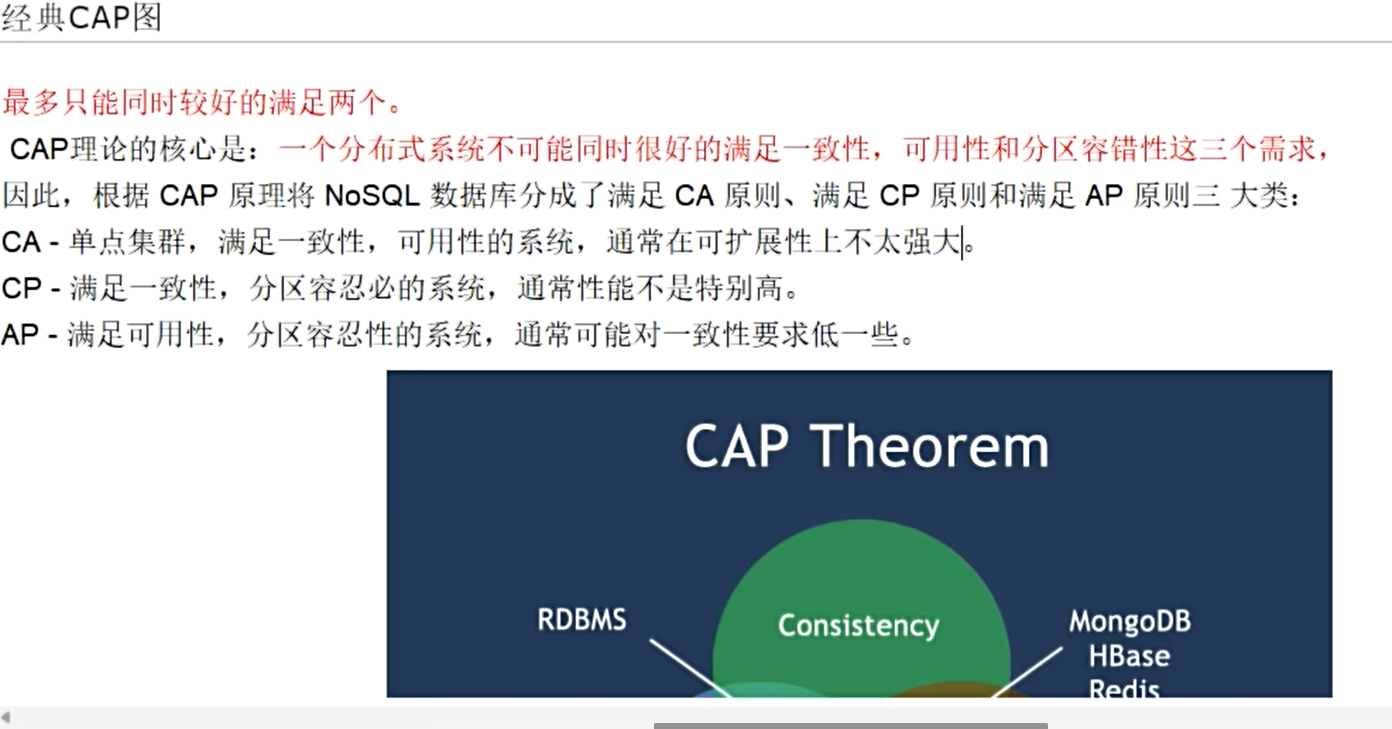 经典CAP图
最多只能同时较好的满足两个。
CAP理论的核心是：一个分布式系统不可能同时很好的满足一致性，可用性和分区容错性这三个需求，
因此，根据 CAP 原理将 NoSQL 数据库分成了满足 CA 原则、满足 CP 原则和满足 AP 原则三 大类：
CA - 单点集群，满足一致性，可用性的系统，通常在可扩展性上不太强大。
CP - 满足一致性，分区容忍必的系统，通常性能不是特别高。
AP - 满足可用性，分区容忍性的系统，通常可能对一致性要求低一些。
CAP Theorem
RDBMS
Consistency
MongoDB
HBase
Redis